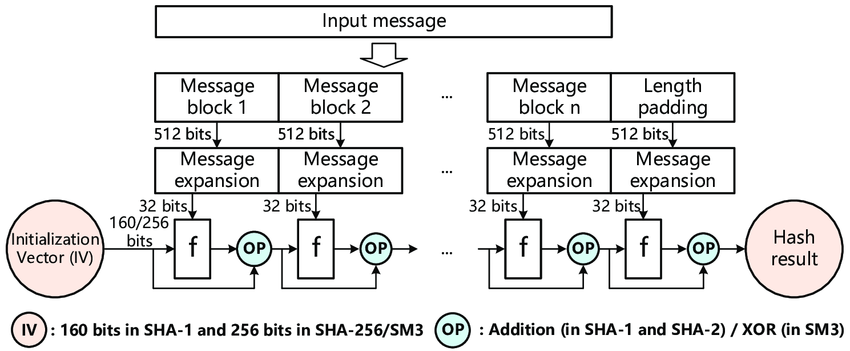 Input message
Message block 1
Message block 2
...
Message block n
Length padding
512 bits
512 bits
512 bits
512 bits
Message expansion
Message expansion
...
Message expansion
Message expansion
32 bits
32 bits
32 bits
32 bits
Initialization
Vector (IV)
160/256
bits
f
OP
f
OP
...
f
OP
f
OP
Hash
result
IV : 160 bits in SHA-1 and 256 bits in SHA-256/SM3
OP : Addition (in SHA-1 and SHA-2) / XOR (in SM3)